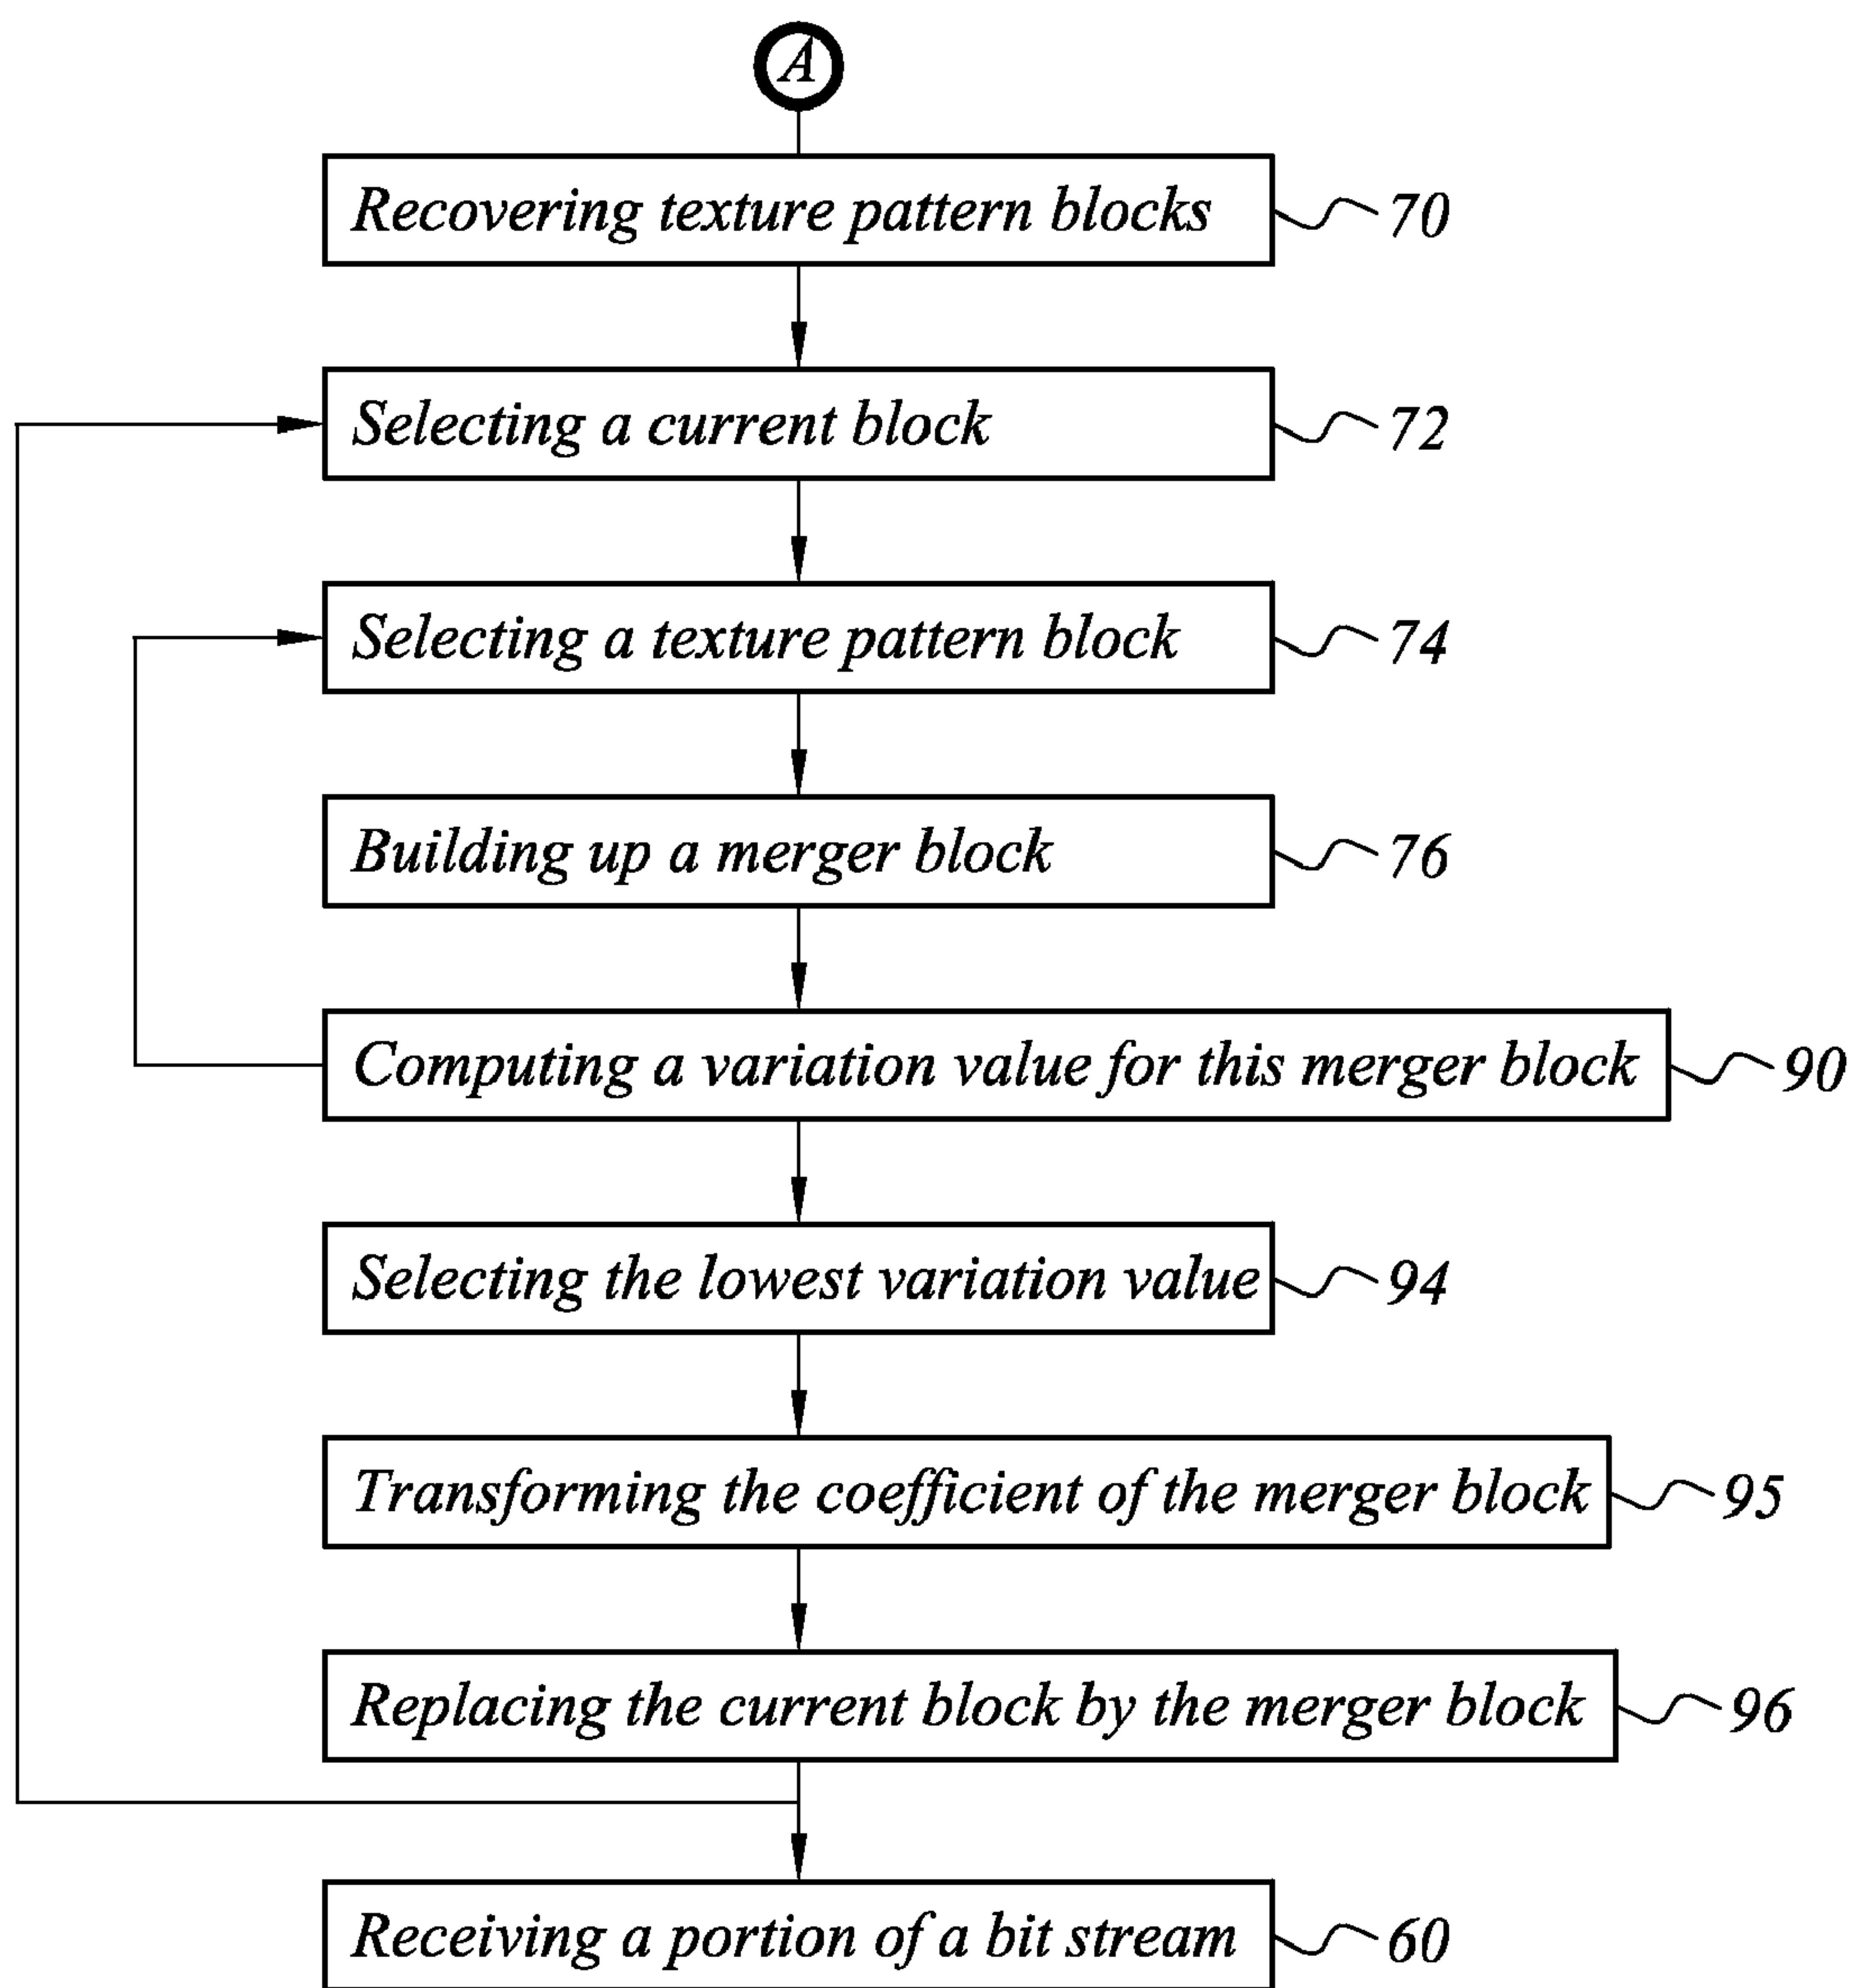 A
Recovering texture pattern blocks 70
Selecting a current block 72
Selecting a texture pattern block 74
Building up a merger block 76
Computing a variation value for this merger block 90
Selecting the lowest variation value 94
Transforming the coefficient of the merger block 95
Replacing the current block by the merger block 96
Receiving a portion of a bit stream 60